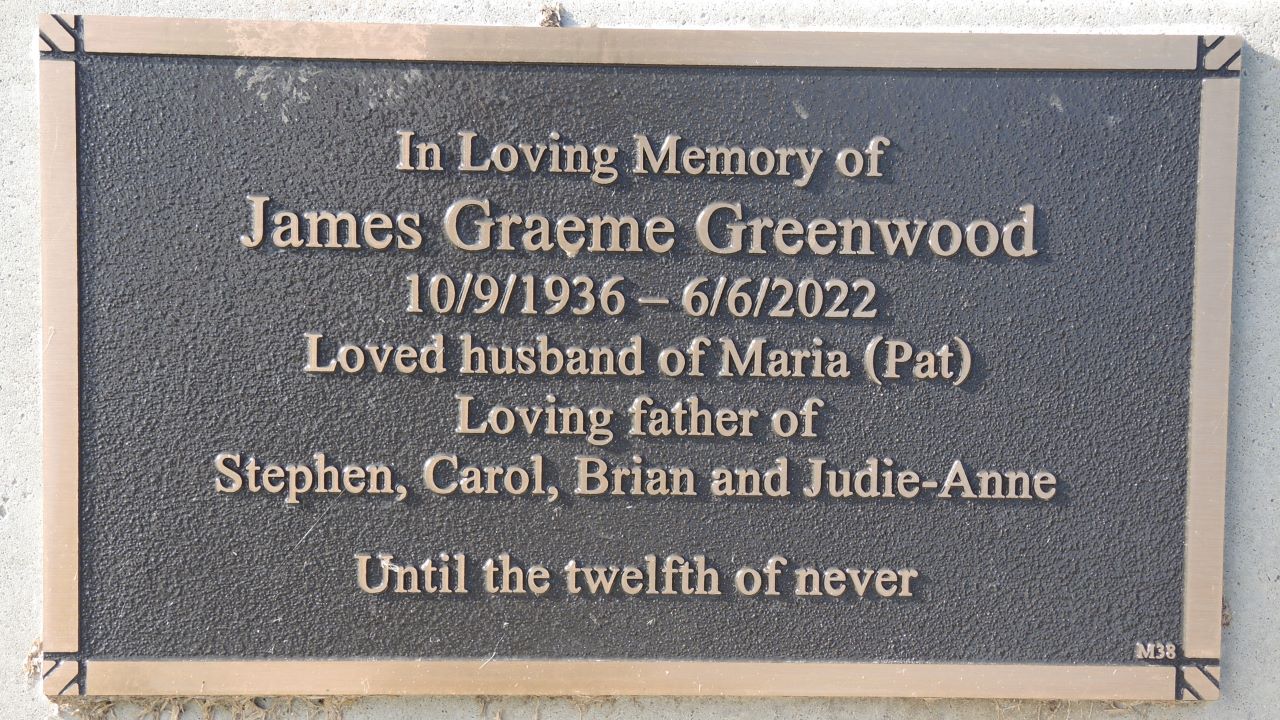 In Loving Memory of
James Graeme Greenwood
10/9/1936 – 6/6/2022
Loved husband of Maria (Pat)
Loving father of
Stephen, Carol, Brian and Judie-Anne
Until the twelfth of never
M38